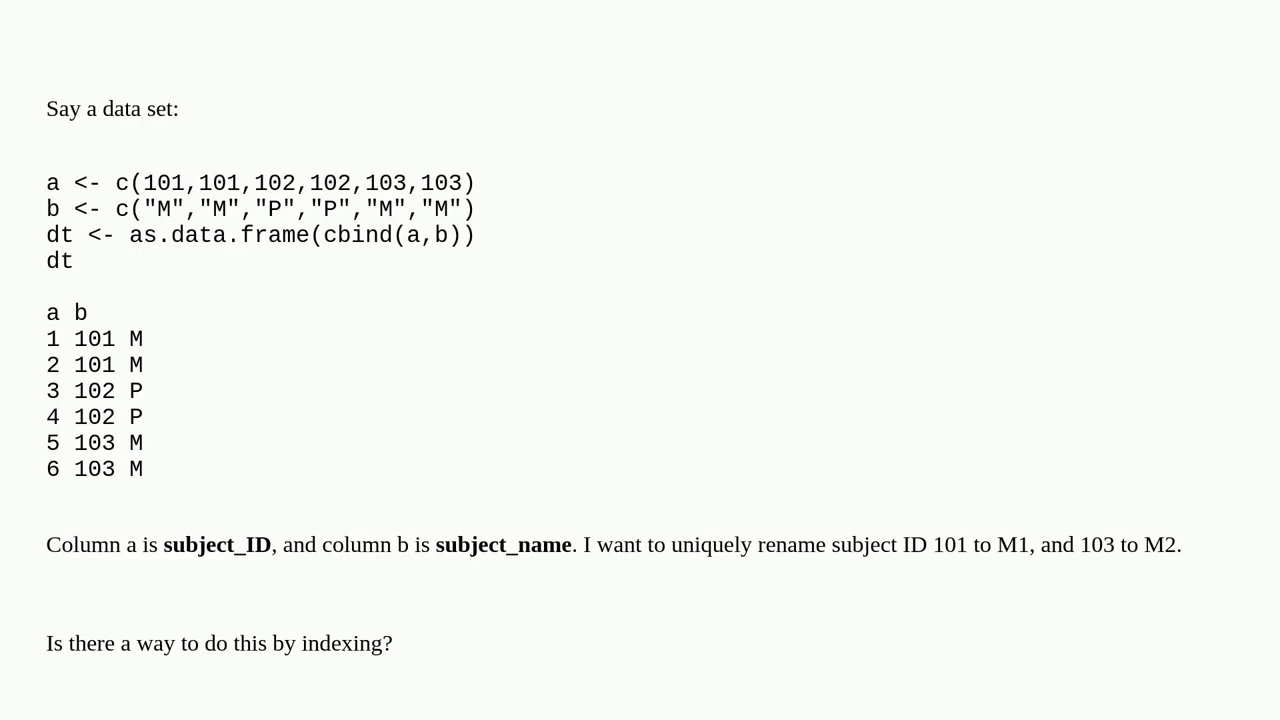 Say a data set:
a <- c(101,101,102,102,103,103)
b <- c("M","M","P","P","M","M")
dt <- as.data.frame(cbind(a,b))
dt
a b
1 101 M
2 101 M
3 102 P
4 102 P
5 103 M
6 103 M
Column a is subject_ID, and column b is subject_name. I want to uniquely rename subject ID 101 to M1, and 103 to M2.
Is there a way to do this by indexing?